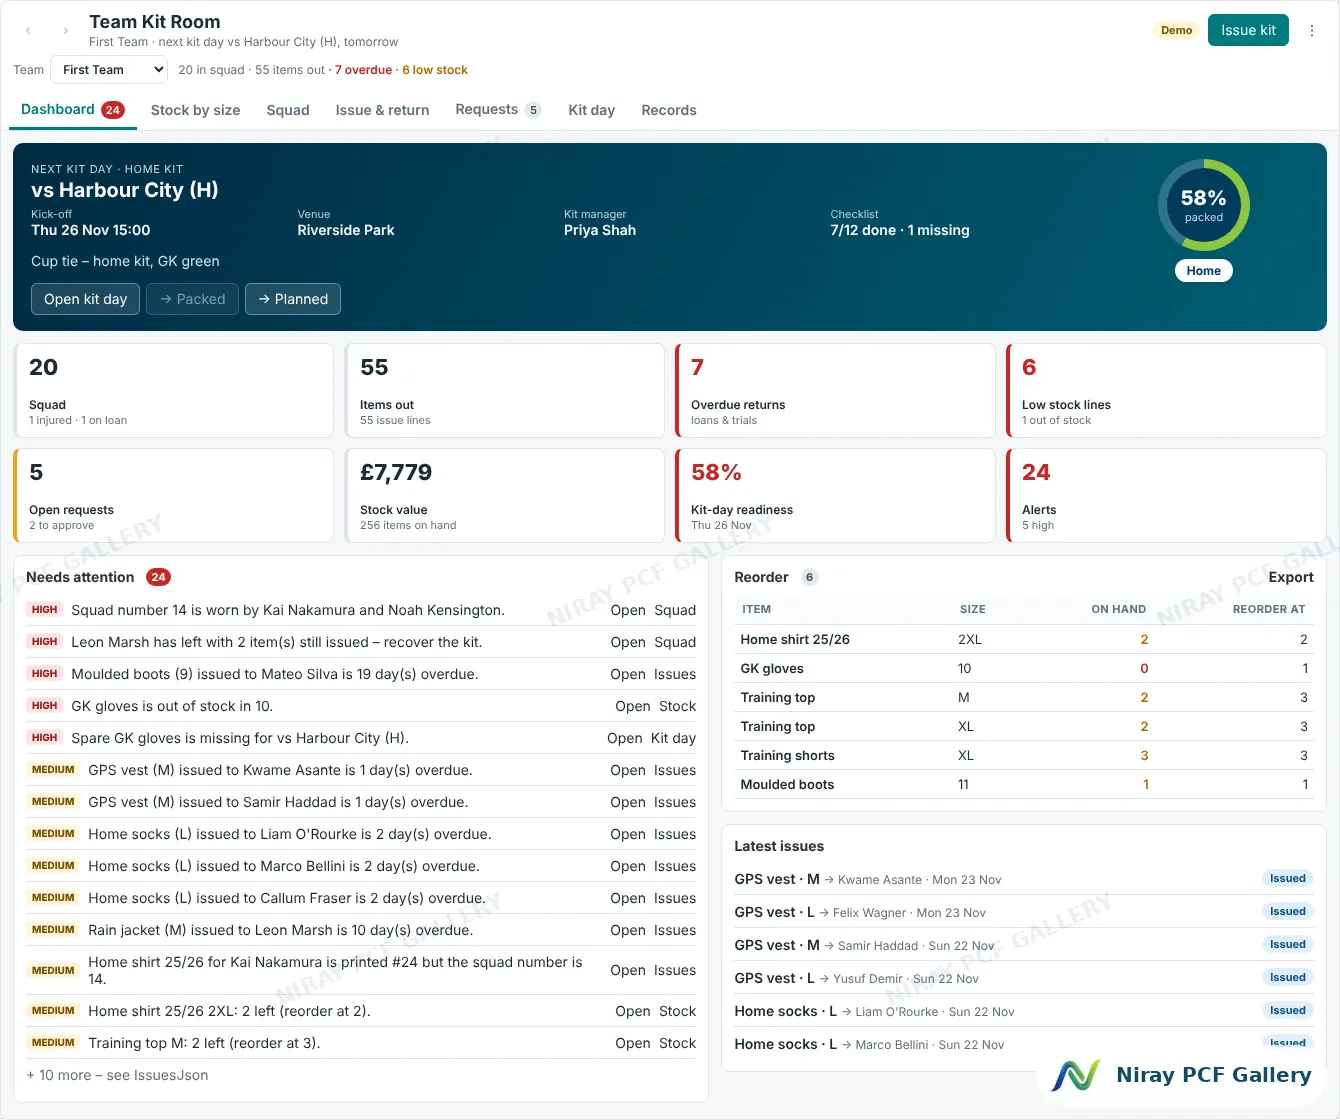 Team Kit Room
First Team · next kit day vs Harbour City (H), tomorrow
Demo
Issue kit
Team
First Team
20 in squad · 55 items out · 7 overdue · 6 low stock
Dashboard 24
Stock by size
Squad
Issue & return
Requests 5
Kit day
Records
NEXT KIT DAY · HOME KIT
vs Harbour City (H)
Kick-off
Thu 26 Nov 15:00
Venue
Riverside Park
Kit manager
Priya Shah
Checklist
7/12 done · 1 missing
Cup tie – home kit, GK green
Open kit day
→ Packed
→ Planned
58%
packed
Home
20
Squad
1 injured · 1 on loan
55
Items out
55 issue lines
7
Overdue returns
loans & trials
6
Low stock lines
1 out of stock
5
Open requests
2 to approve
£7,779
Stock value
256 items on hand
58%
Kit-day readiness
Thu 26 Nov
24
Alerts
5 high
Needs attention 24
HIGH Squad number 14 is worn by Kai Nakamura and Noah Kensington. Open Squad
HIGH Leon Marsh has left with 2 item(s) still issued – recover the kit. Open Squad
HIGH Moulded boots (9) issued to Mateo Silva is 19 day(s) overdue. Open Issues
HIGH GK gloves is out of stock in 10. Open Stock
HIGH Spare GK gloves is missing for vs Harbour City (H). Open Kit day
MEDIUM GPS vest (M) issued to Kwame Asante is 1 day(s) overdue. Open Issues
MEDIUM GPS vest (M) issued to Samir Haddad is 1 day(s) overdue. Open Issues
MEDIUM Home socks (L) issued to Liam O'Rourke is 2 day(s) overdue. Open Issues
MEDIUM Home socks (L) issued to Marco Bellini is 2 day(s) overdue. Open Issues
MEDIUM Home socks (L) issued to Callum Fraser is 2 day(s) overdue. Open Issues
MEDIUM Rain jacket (M) issued to Leon Marsh is 10 day(s) overdue. Open Issues
MEDIUM Home shirt 25/26 for Kai Nakamura is printed #24 but the squad number is
14. Open Issues
MEDIUM Home shirt 25/26 2XL: 2 left (reorder at 2). Open Stock
MEDIUM Training top M: 2 left (reorder at 3). Open Stock
+ 10 more – see IssuesJson
Reorder 6
Export
ITEM SIZE ON HAND REORDER AT
Home shirt 25/26 2XL 2 2
GK gloves 10 0 1
Training top M 2 3
Training top XL 2 3
Training shorts XL 3 3
Moulded boots 11 1 1
Latest issues
GPS vest · M → Kwame Asante · Mon 23 Nov Issued
GPS vest · L → Felix Wagner · Mon 23 Nov Issued
GPS vest · M → Samir Haddad · Sun 22 Nov Issued
GPS vest · L → Yusuf Demir · Sun 22 Nov Issued
Home socks · L → Liam O'Rourke · Sun 22 Nov Issued
Home socks · L → Marco Bellini · Sun 22 Nov Issued
NIRAY PCF GALLERY
NIRAY PCF GALLERY
NIRAY PCF GALLERY
NIRAY PCF GALLERY
NIRAY PCF GALLERY
Niray PCF Gallery